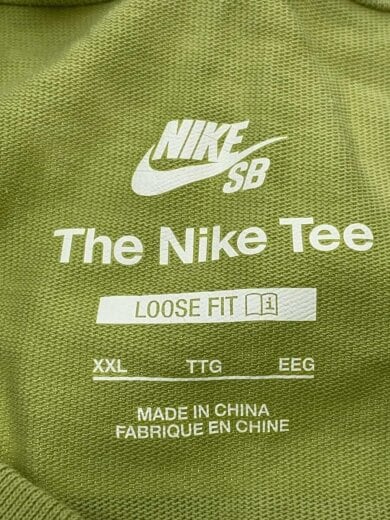 NIKE
SB
The Nike Tee
LOOSE FIT i
XXL TTG EEG
MADE IN CHINA
FABRIQUE EN CHINE